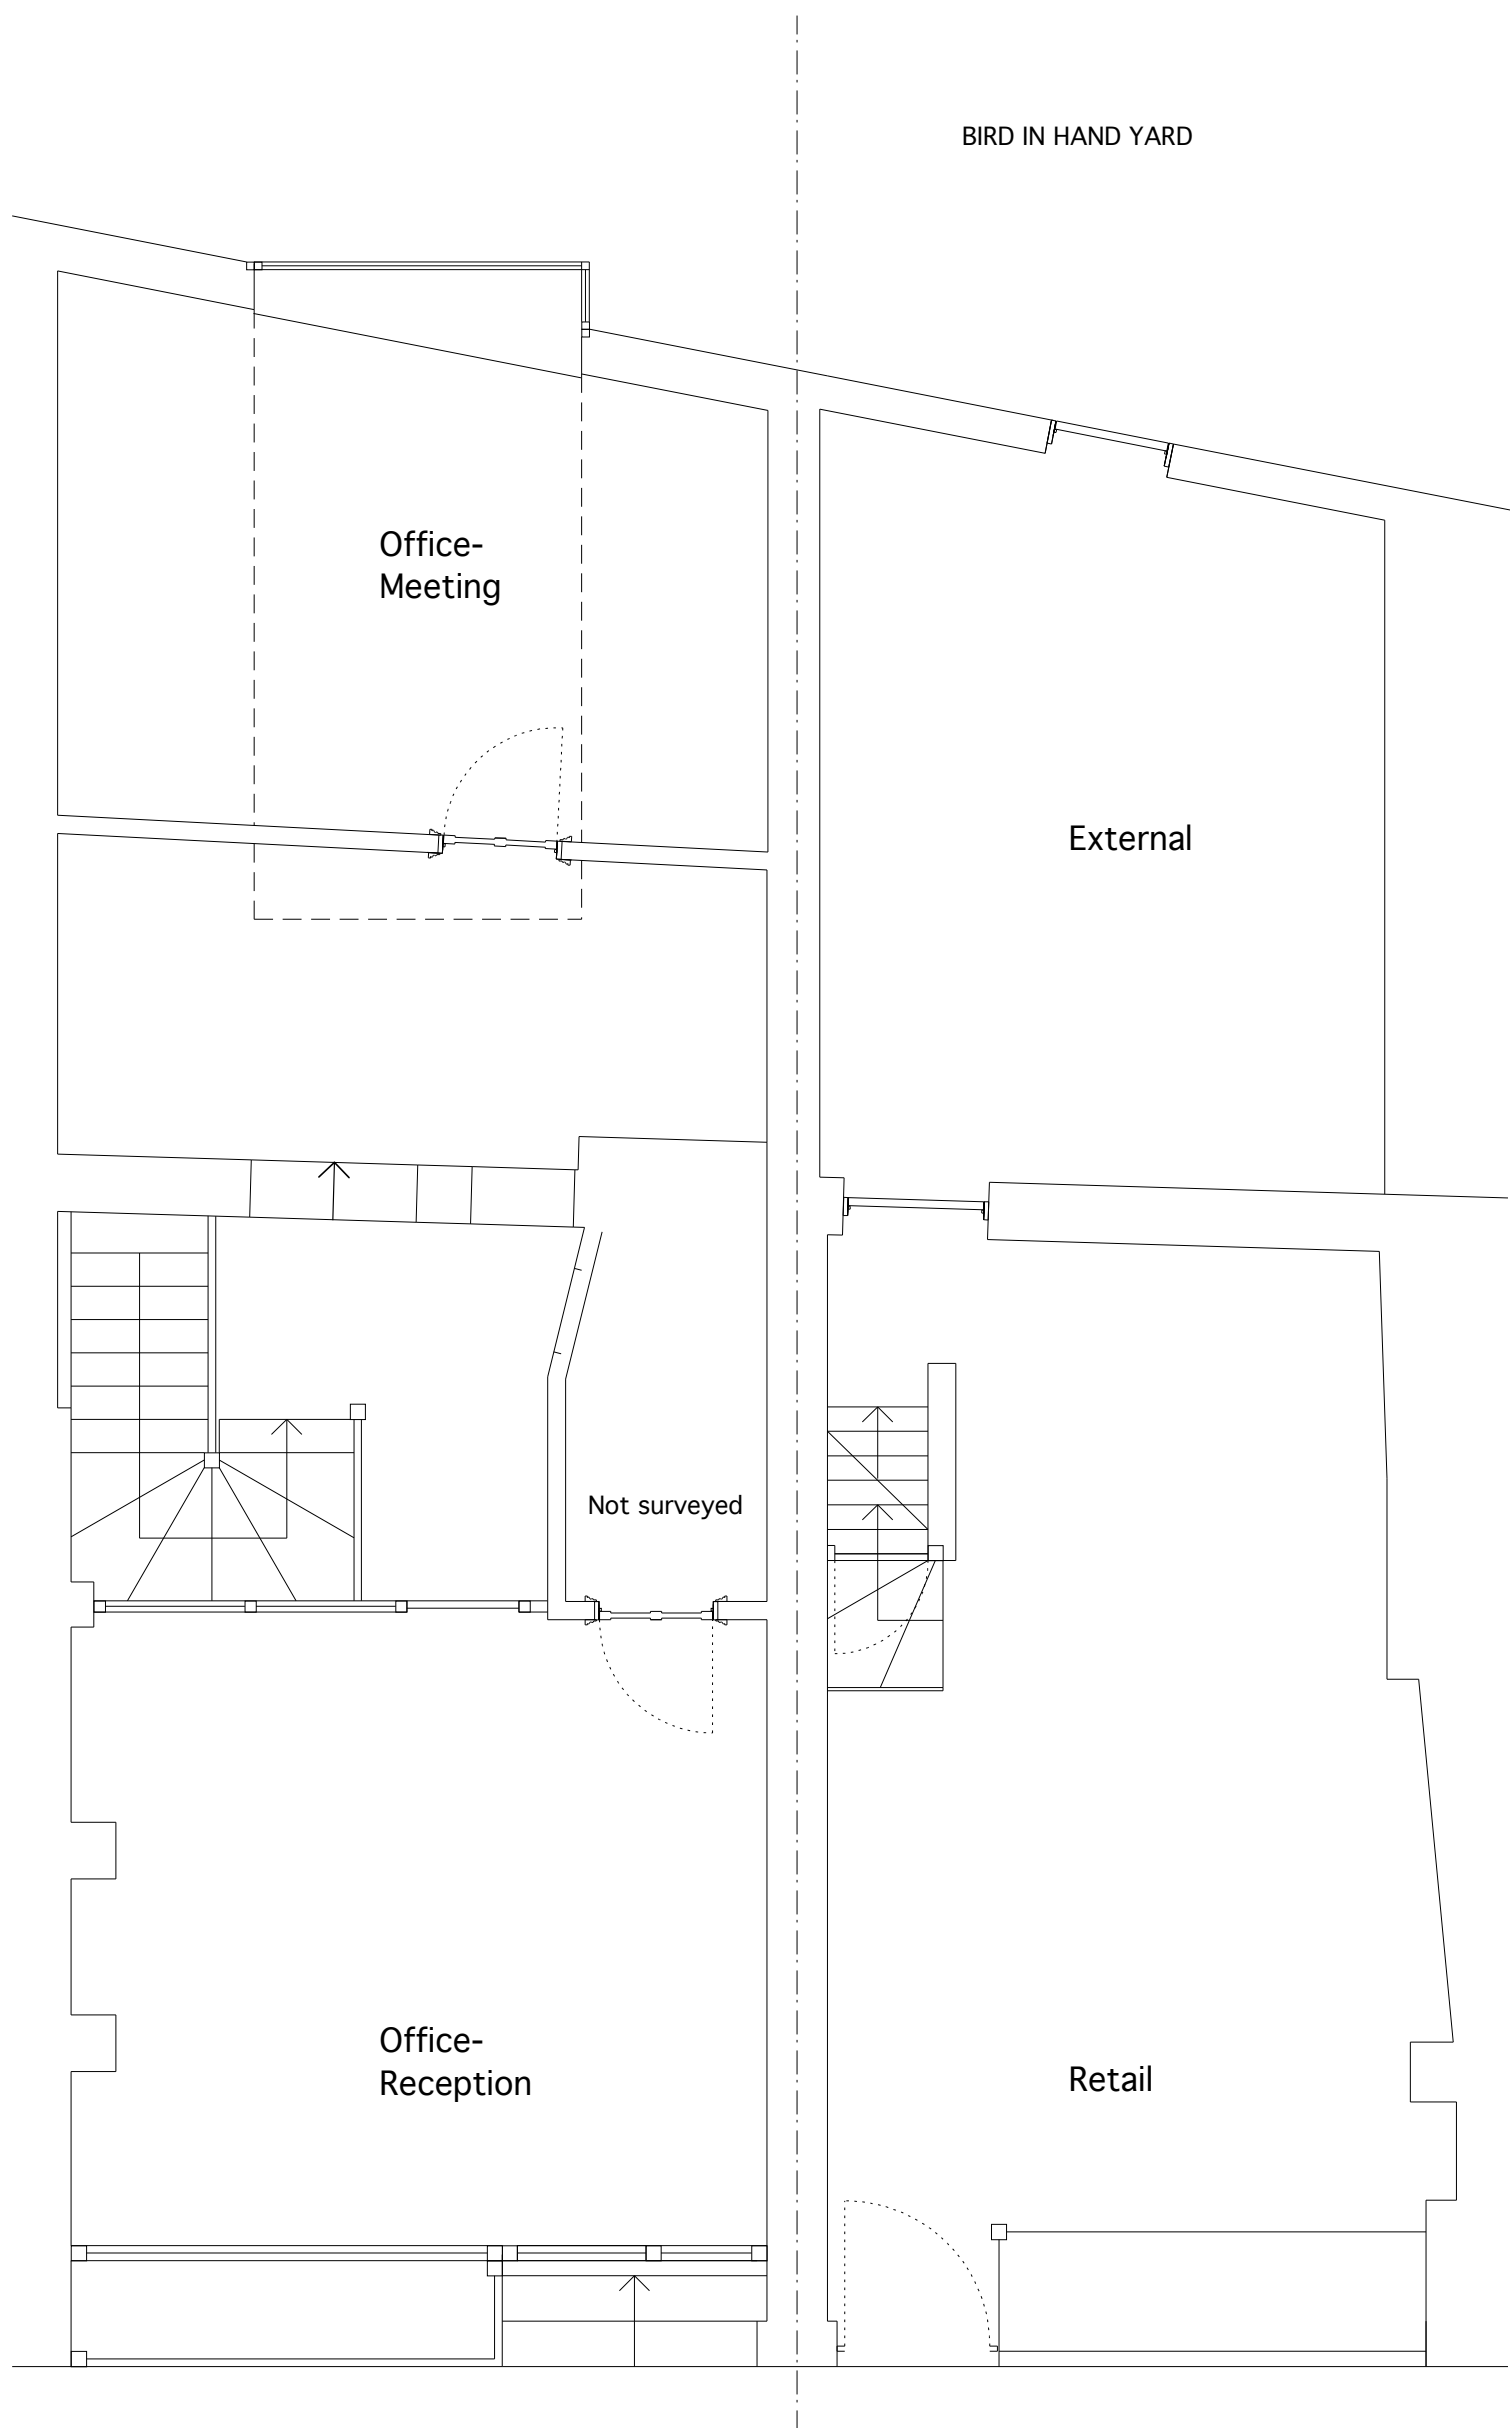 BIRD IN HAND YARD
Office-
Meeting
External
Not surveyed
Office-
Reception
Retail